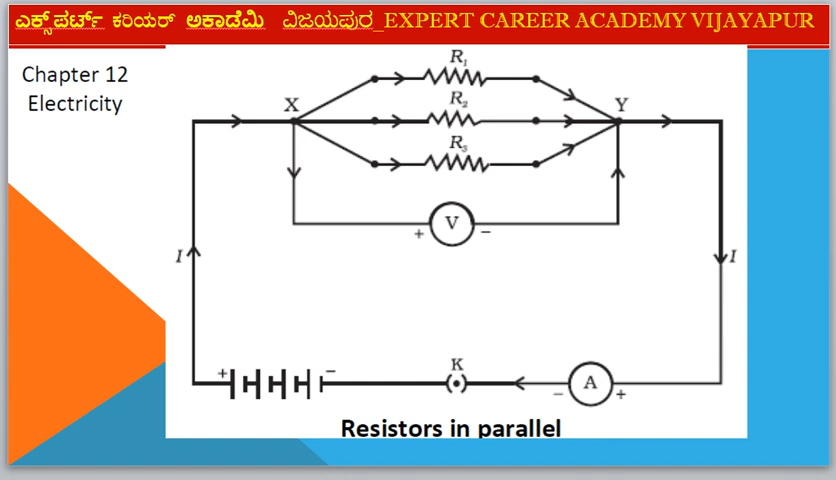 ಎಕ್ಸ್‌ಪರ್ಟ್ ಕರಿಯರ್ ಅಕಾಡೆಮಿ ವಿಜಯಪುರ_EXPERT CAREER ACADEMY VIJAYAPUR
Chapter 12
Electricity
R₁
X
R₂
Y
R₃
+ V −
I
I
+ −
K
− A +
Resistors in parallel